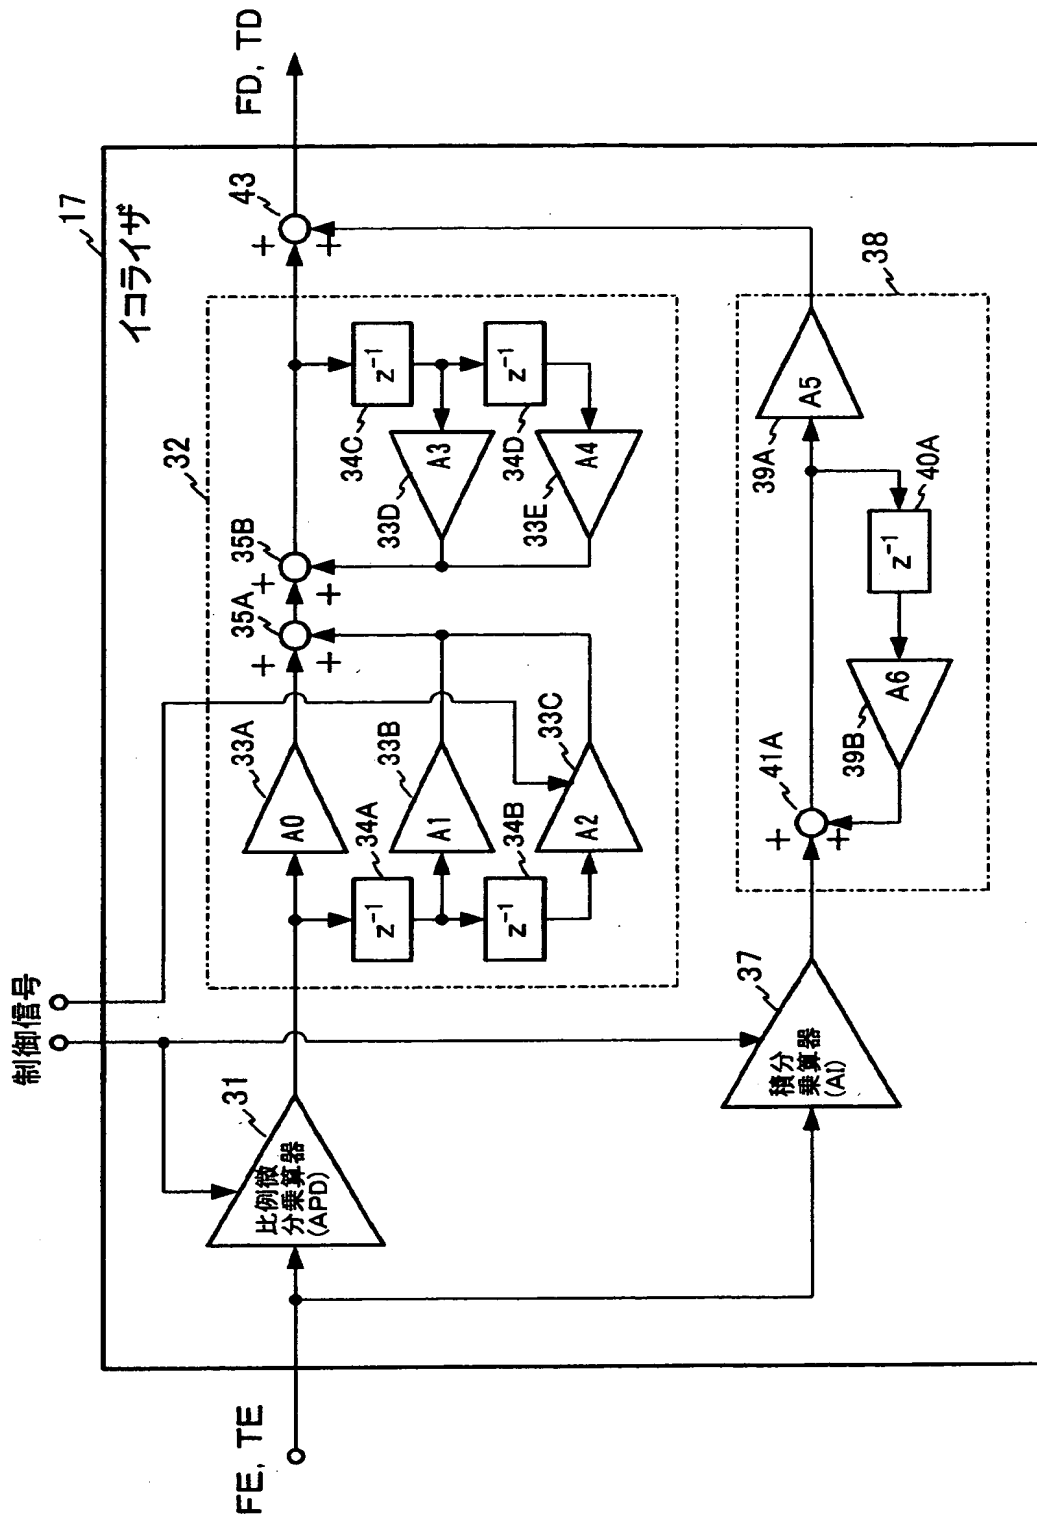 17
イコライザ
制御信号
FE, TE
FD, TD
31
比例微
分乗算器
(APD)
32
33A
A0
34A
z⁻¹
33B
A1
34B
z⁻¹
33C
A2
35A
+
+
35B
+
+
34C
z⁻¹
33D
A3
34D
z⁻¹
33E
A4
43
+
+
37
積分
乗算器
(AI)
38
41A
+
+
39A
A5
40A
z⁻¹
39B
A6